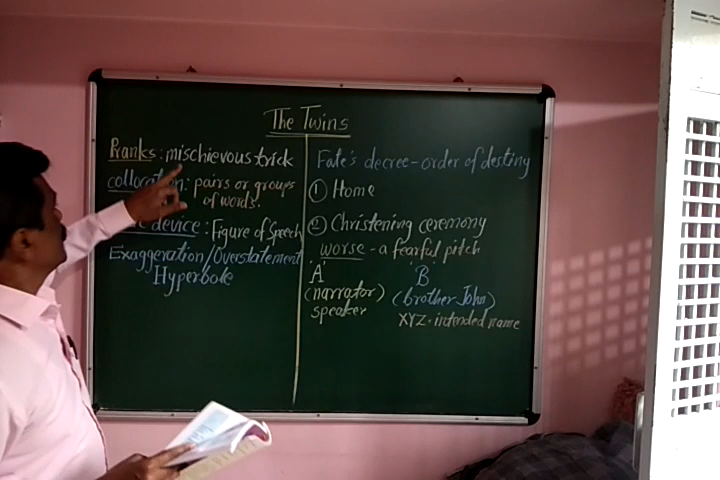 The Twins
Pranks: mischievous trick
collocation: pairs or groups
of words.
device: Figure of Speech
Exaggeration/Overstatement
Hyperbole
Fate's decree - order of destiny
① Home
② Christening ceremony
worse - a fearful pitch
A
(narrator)
speaker
B
(brother John)
XYZ - intended name